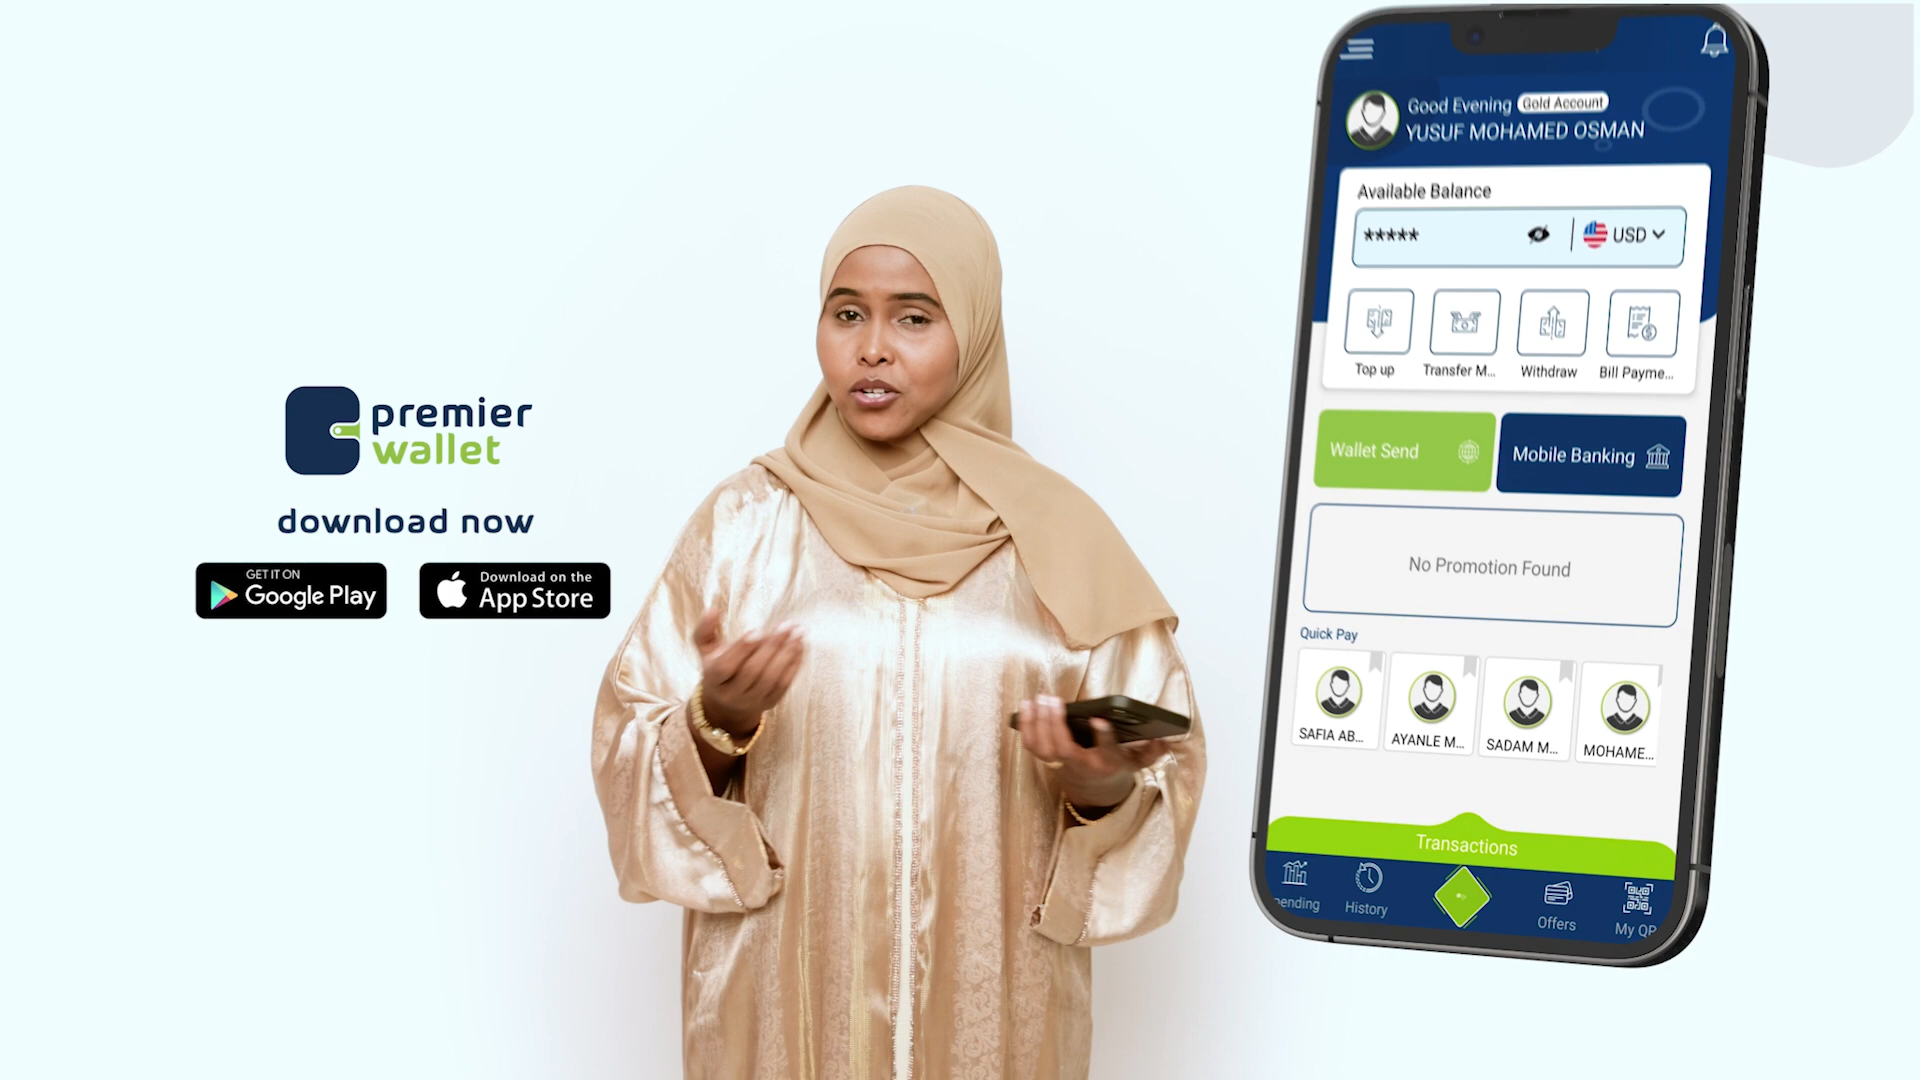 premier
wallet
download now
GET IT ON
Google Play
Download on the
App Store
Good Evening Gold Account
YUSUF MOHAMED OSMAN
Available Balance
***** USD
Top up Transfer M... Withdraw Bill Payme...
Wallet Send Mobile Banking
No Promotion Found
Quick Pay
SAFIA AB... AYANLE M... SADAM M... MOHAME...
Transactions
pending History Offers My QR